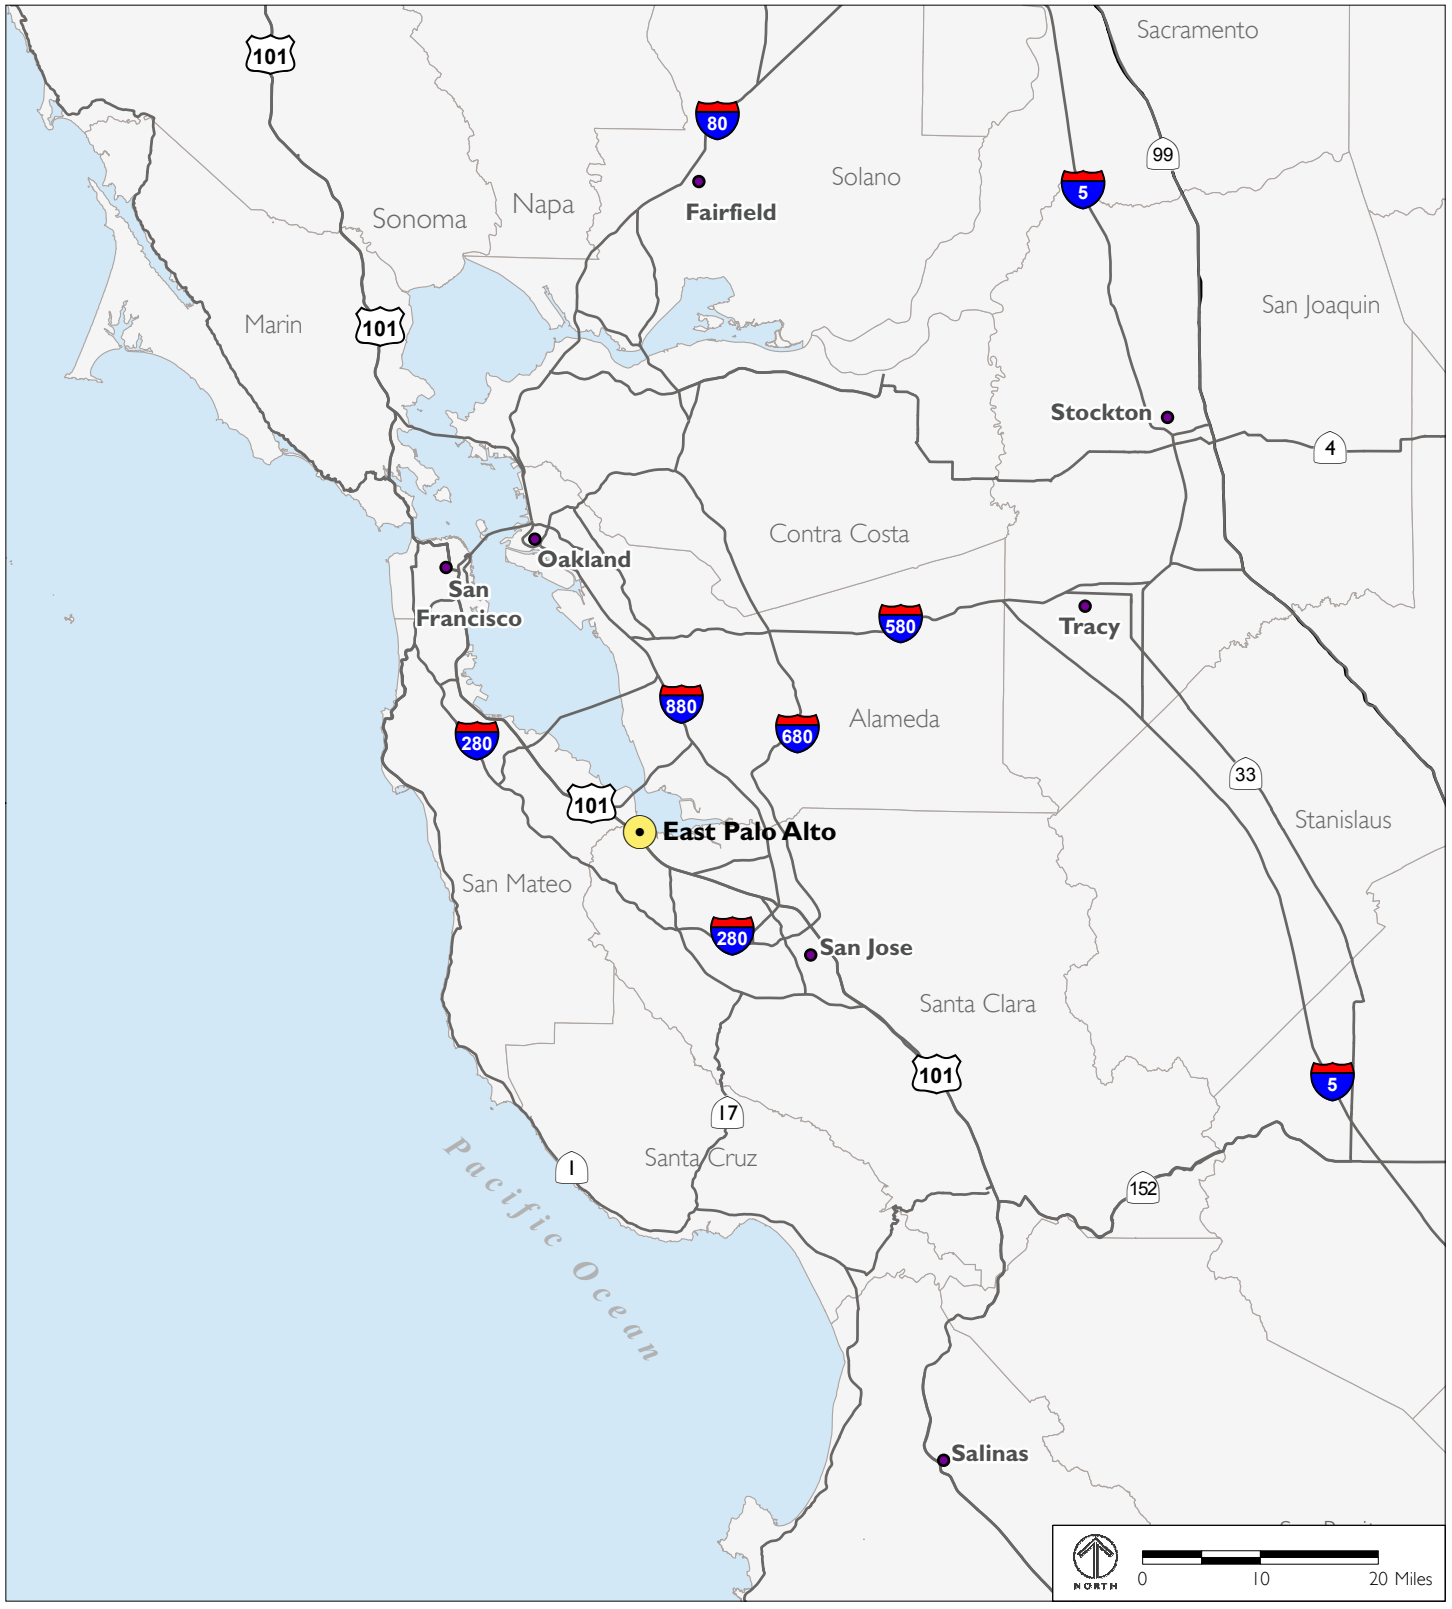 Sacramento
101
80
99
Solano
5
Napa
Fairfield
Sonoma
San Joaquin
Marin
101
Stockton
4
Contra Costa
Oakland
San
Francisco
580
Tracy
880
Alameda
680
280
33
101
Stanislaus
East Palo Alto
San Mateo
280
San Jose
Santa Clara
101
5
17
Santa Cruz
1
152
Pacific Ocean
Salinas
NORTH
0 10 20 Miles